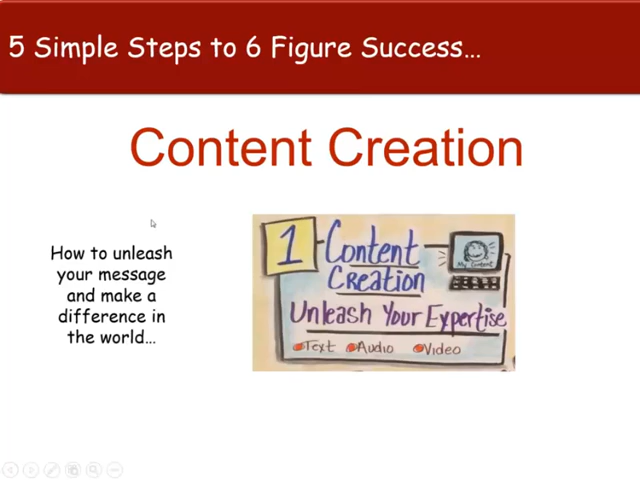 5 Simple Steps to 6 Figure Success...
Content Creation
How to unleash
your message
and make a
difference in
the world...
1 Content
Creation
My Content
Unleash Your Expertise
Text Audio Video